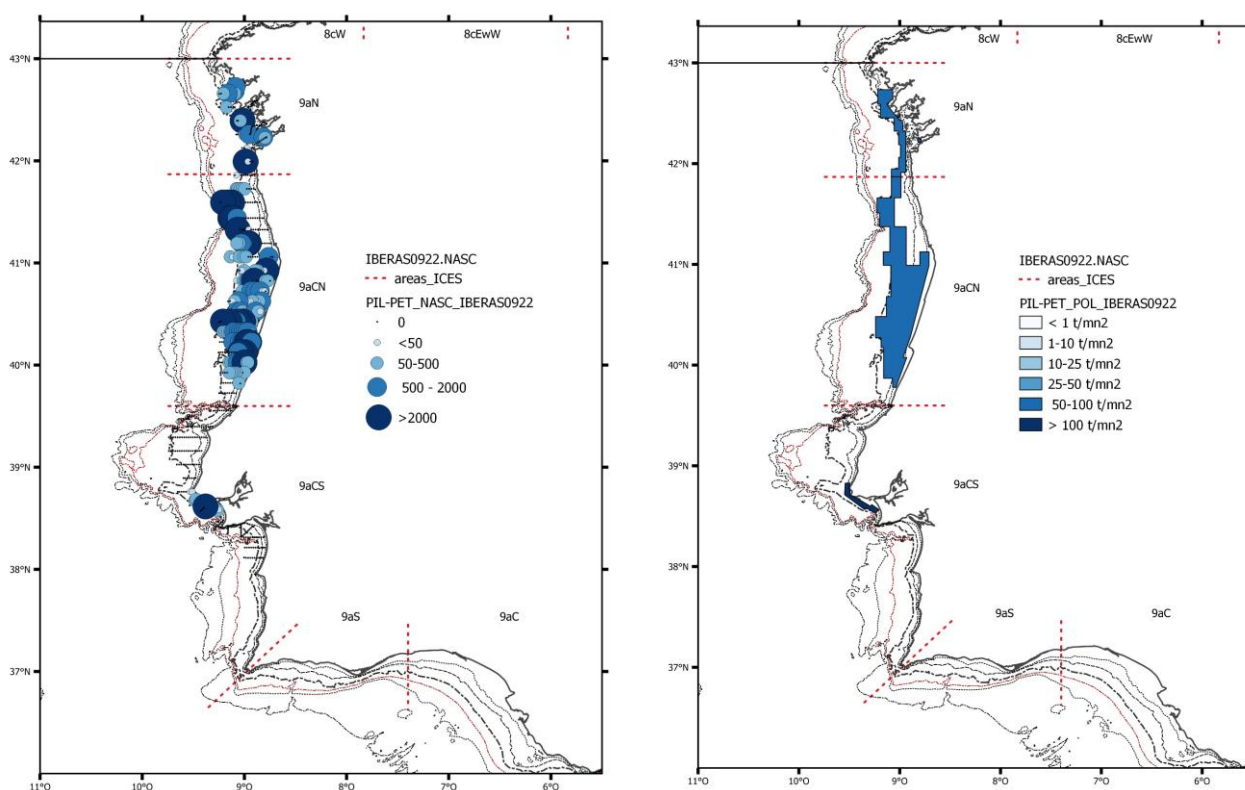 8cW
8cEwW
43°N
9aN
42°N
IBERAS0922.NASC
areas_ICES
PIL-PET_NASC_IBERAS0922
0
<50
50-500
500 - 2000
>2000
41°N
9aCN
40°N
39°N
9aCS
38°N
9aS
9aC
37°N
11°O
10°O
9°O
8°O
7°O
6°O
8cW
8cEwW
43°N
9aN
42°N
IBERAS0922.NASC
areas_ICES
PIL-PET_POL_IBERAS0922
< 1 t/mn2
1-10 t/mn2
10-25 t/mn2
25-50 t/mn2
50-100 t/mn2
> 100 t/mn2
41°N
9aCN
40°N
39°N
9aCS
38°N
9aS
9aC
37°N
11°O
10°O
9°O
8°O
7°O
6°O